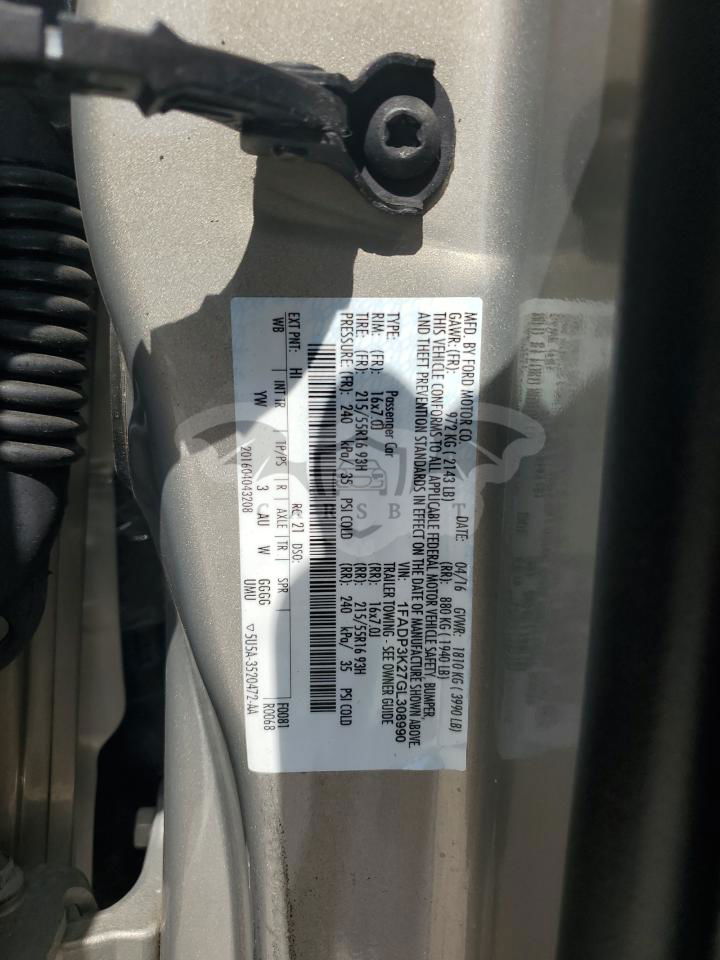 MFD. BY FORD MOTOR CO.
DATE: 04/16 GVWR: 1810 KG ( 3990 LB)
GAWR: (FR): 972 KG ( 2143 LB) (RR): 880 KG ( 1940 LB)
THIS VEHICLE CONFORMS TO ALL APPLICABLE FEDERAL MOTOR VEHICLE SAFETY, BUMPER,
AND THEFT PREVENTION STANDARDS IN EFFECT ON THE DATE OF MANUFACTURE SHOWN ABOVE.
VIN: 1FADP3K27GL308990
TYPE: Passenger Car TRAILER TOWING - SEE OWNER GUIDE
RIM: (FR): 16x7.0J (RR): 16x7.0J
TIRE: (FR): 215/55R16 93H (RR): 215/55R16 93H
PRESSURE: (FR): 240 kPa/ 35 PSI COLD (RR): 240 kPa/ 35 PSI COLD
EXT PNT: HL RC: 21 DSO: F0081
WB INT TR TP/PS R AXLE TR SPR R0068
YW 3 AU W GGGG
UMIU
201604043208 ▽5U5A-3520472-AA